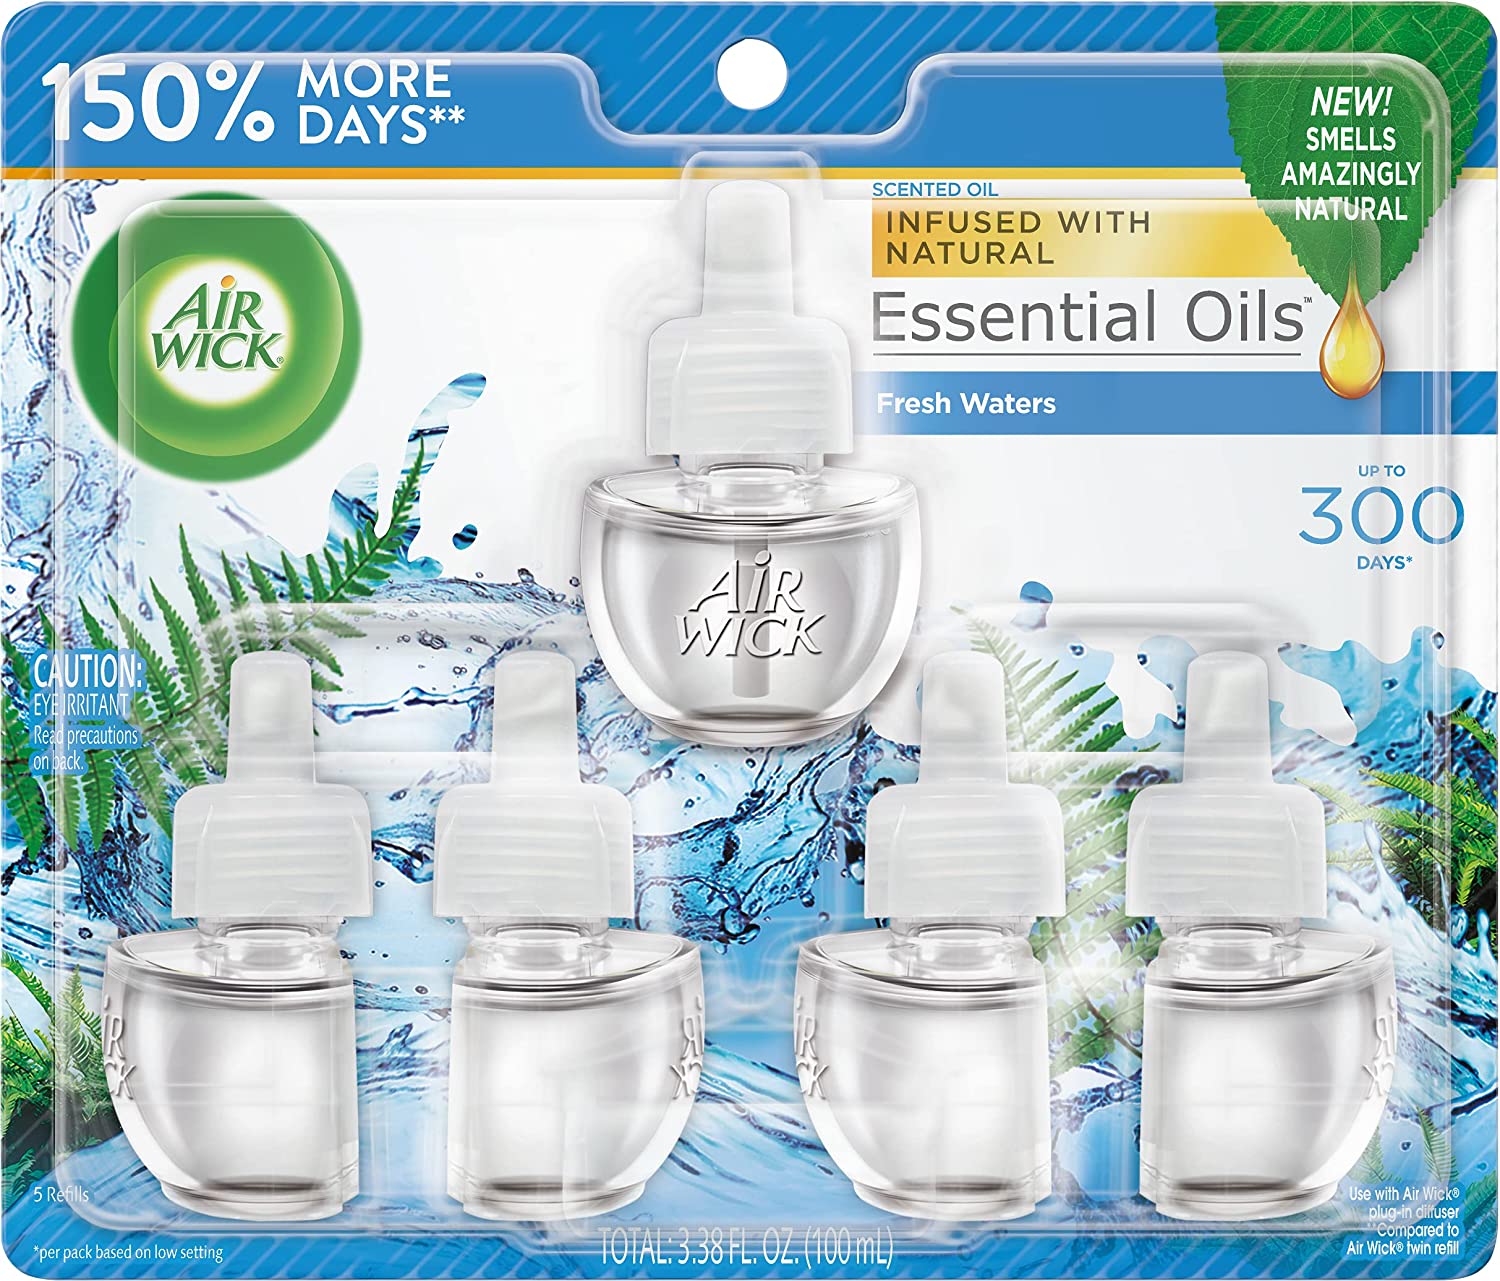 150% MORE
DAYS**
NEW!
SMELLS
AMAZINGLY
NATURAL
SCENTED OIL
INFUSED WITH
NATURAL
Essential Oils™
Fresh Waters
AIR
WICK®
UP TO
300
DAYS*
AIR
WICK
CAUTION:
EYE IRRITANT
Read precautions
on back.
5 Refills
*per pack based on low setting
TOTAL: 3.38 FL. OZ. (100 mL)
Use with Air Wick®
plug-in diffuser
**Compared to
Air Wick® twin refill